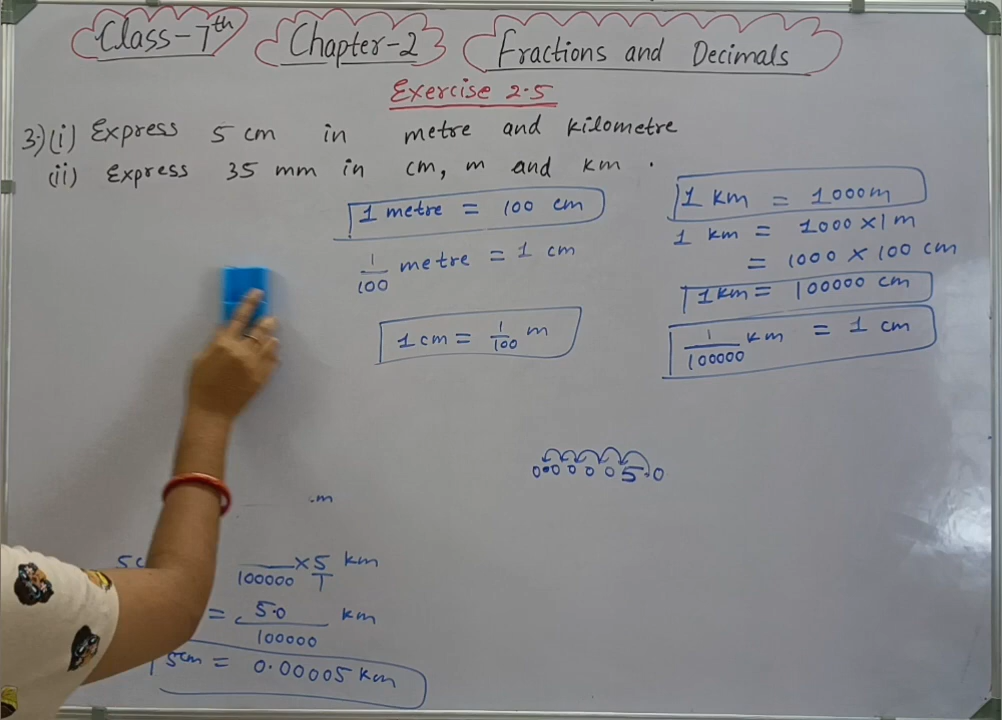 Class-7th Chapter-2 Fractions and Decimals
Exercise 2.5
3.)(i) Express 5 cm in metre and kilometre
(ii) Express 35 mm in cm, m and km.
1 metre = 100 cm
1/100 metre = 1 cm
1 cm = 1/100 m
1 km = 1000m
1 km = 1000 × 1 m
= 1000 × 100 cm
1 km = 100000 cm
1/100000 km = 1 cm
0.00005.0
m
5c
100000 × 5/1 km
= 5.0/100000 km
5cm = 0.00005 km